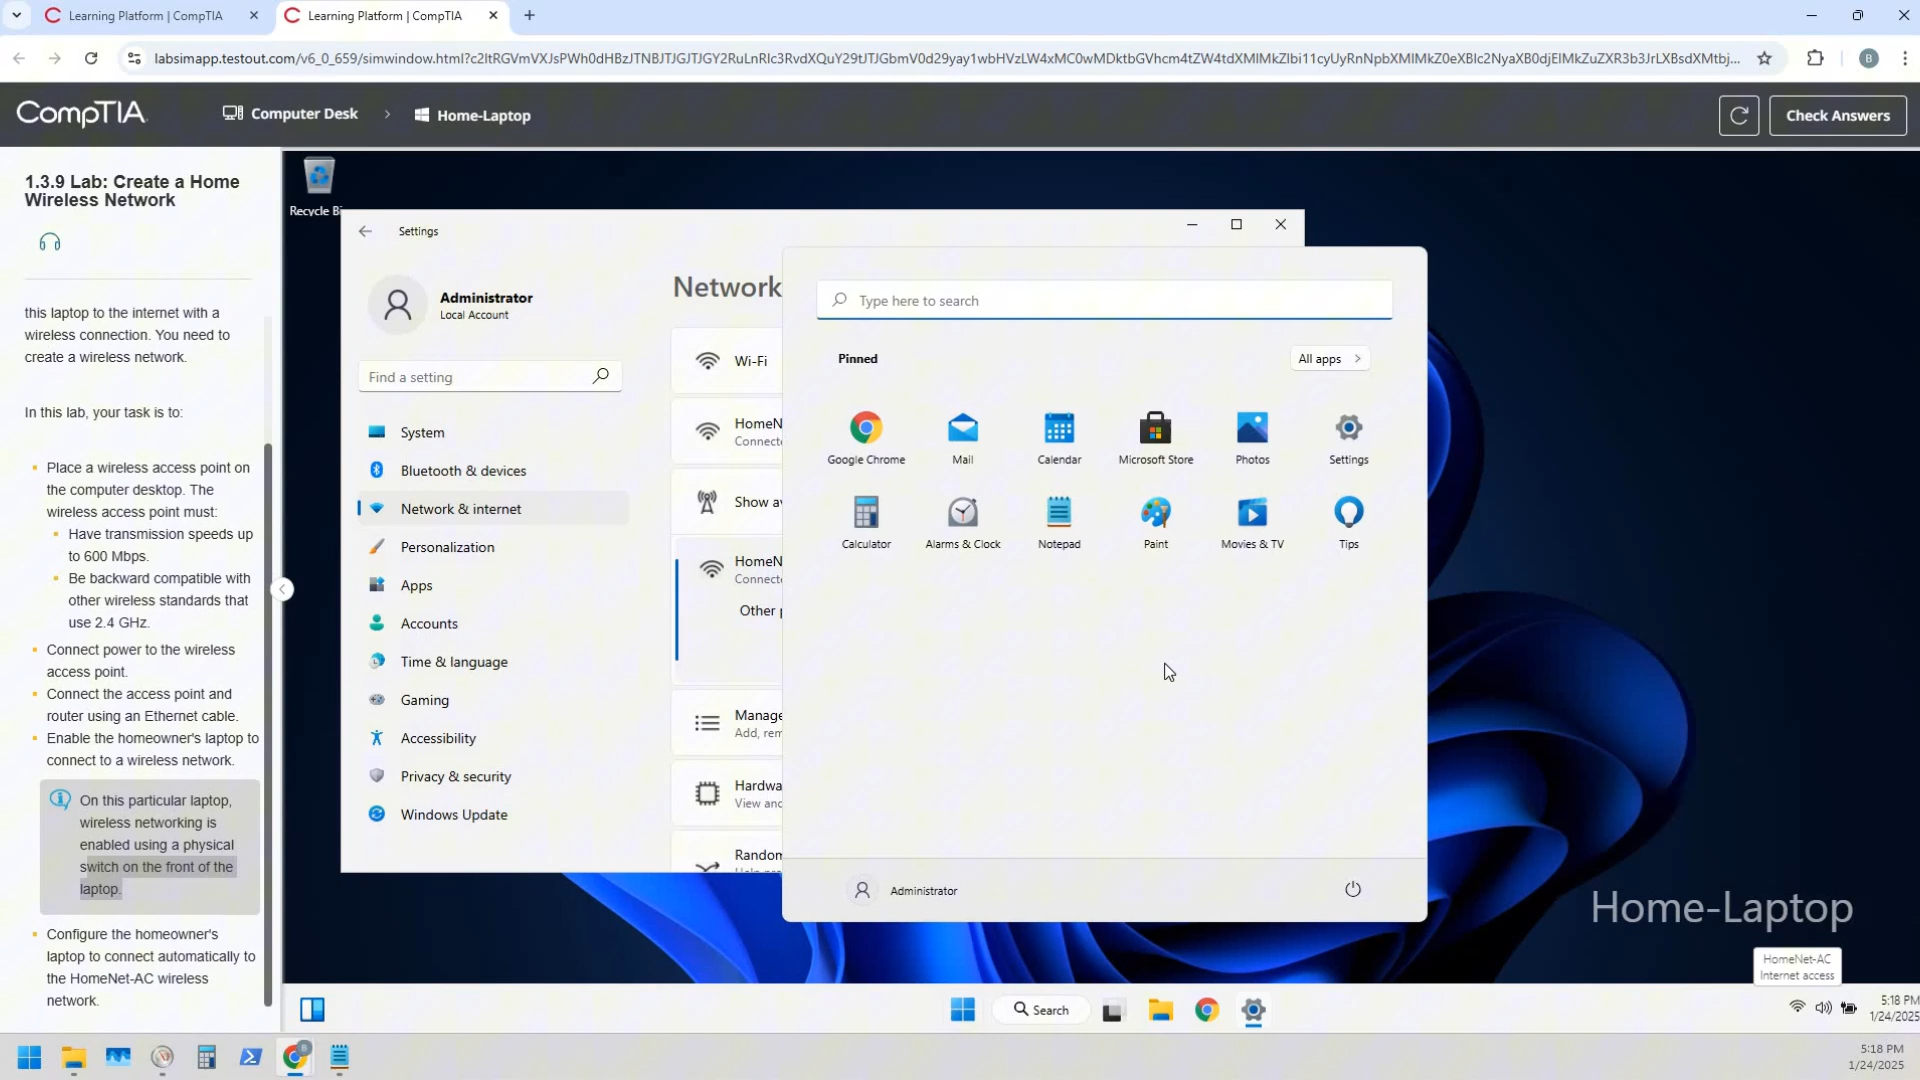 Learning Platform | CompTIA
Learning Platform | CompTIA
labsimapp.testout.com/v6_0_659/simwindow.html?
CompTIA
Computer Desk
Home-Laptop
Check Answers
1.3.9 Lab: Create a Home
Wireless Network
this laptop to the internet with a
wireless connection. You need to
create a wireless network.
In this lab, your task is to:
Place a wireless access point on
the computer desktop. The
wireless access point must:
Have transmission speeds up
to 600 Mbps.
Be backward compatible with
other wireless standards that
use 2.4 GHz.
Connect power to the wireless
access point.
Connect the access point and
router using an Ethernet cable.
Enable the homeowner's laptop to
connect to a wireless network.
On this particular laptop,
wireless networking is
enabled using a physical
switch on the front of the
laptop.
Configure the homeowner's
laptop to connect automatically to
the HomeNet-AC wireless
network.
Recycle Bi
Settings
Administrator
Local Account
Find a setting
System
Bluetooth & devices
Network & internet
Personalization
Apps
Accounts
Time & language
Gaming
Accessibility
Privacy & security
Windows Update
Network
Wi-Fi
HomeN
Connecte
Show av
HomeN
Connecte
Other p
Manage
Add, rem
Hardwa
View and
Random
Type here to search
Pinned
All apps
Google Chrome
Mail
Calendar
Microsoft Store
Photos
Settings
Calculator
Alarms & Clock
Notepad
Paint
Movies & TV
Tips
Administrator
Home-Laptop
HomeNet-AC
Internet access
Search
5:18 PM
1/24/2025
5:18 PM
1/24/2025